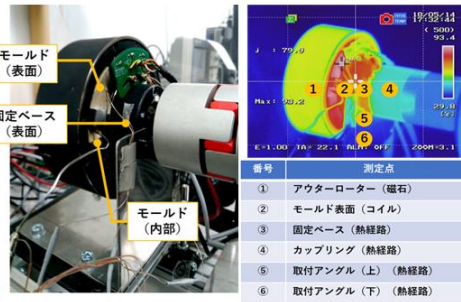 モールド
(表面)
固定ベース
(表面)
モールド
(内部)
(500)
93.4
J : 79.9
Max: 93.2
29.8
(℃)
ε=1.00 TA= 22.1 ALM: OFF ZOOM=3.1
1 2 3 4
5
6
番号 測定点
① アウターローター(磁石)
② モールド表面(コイル)
③ 固定ベース(熱経路)
④ カップリング(熱経路)
⑤ 取付アングル(上)(熱経路)
⑥ 取付アングル(下)(熱経路)